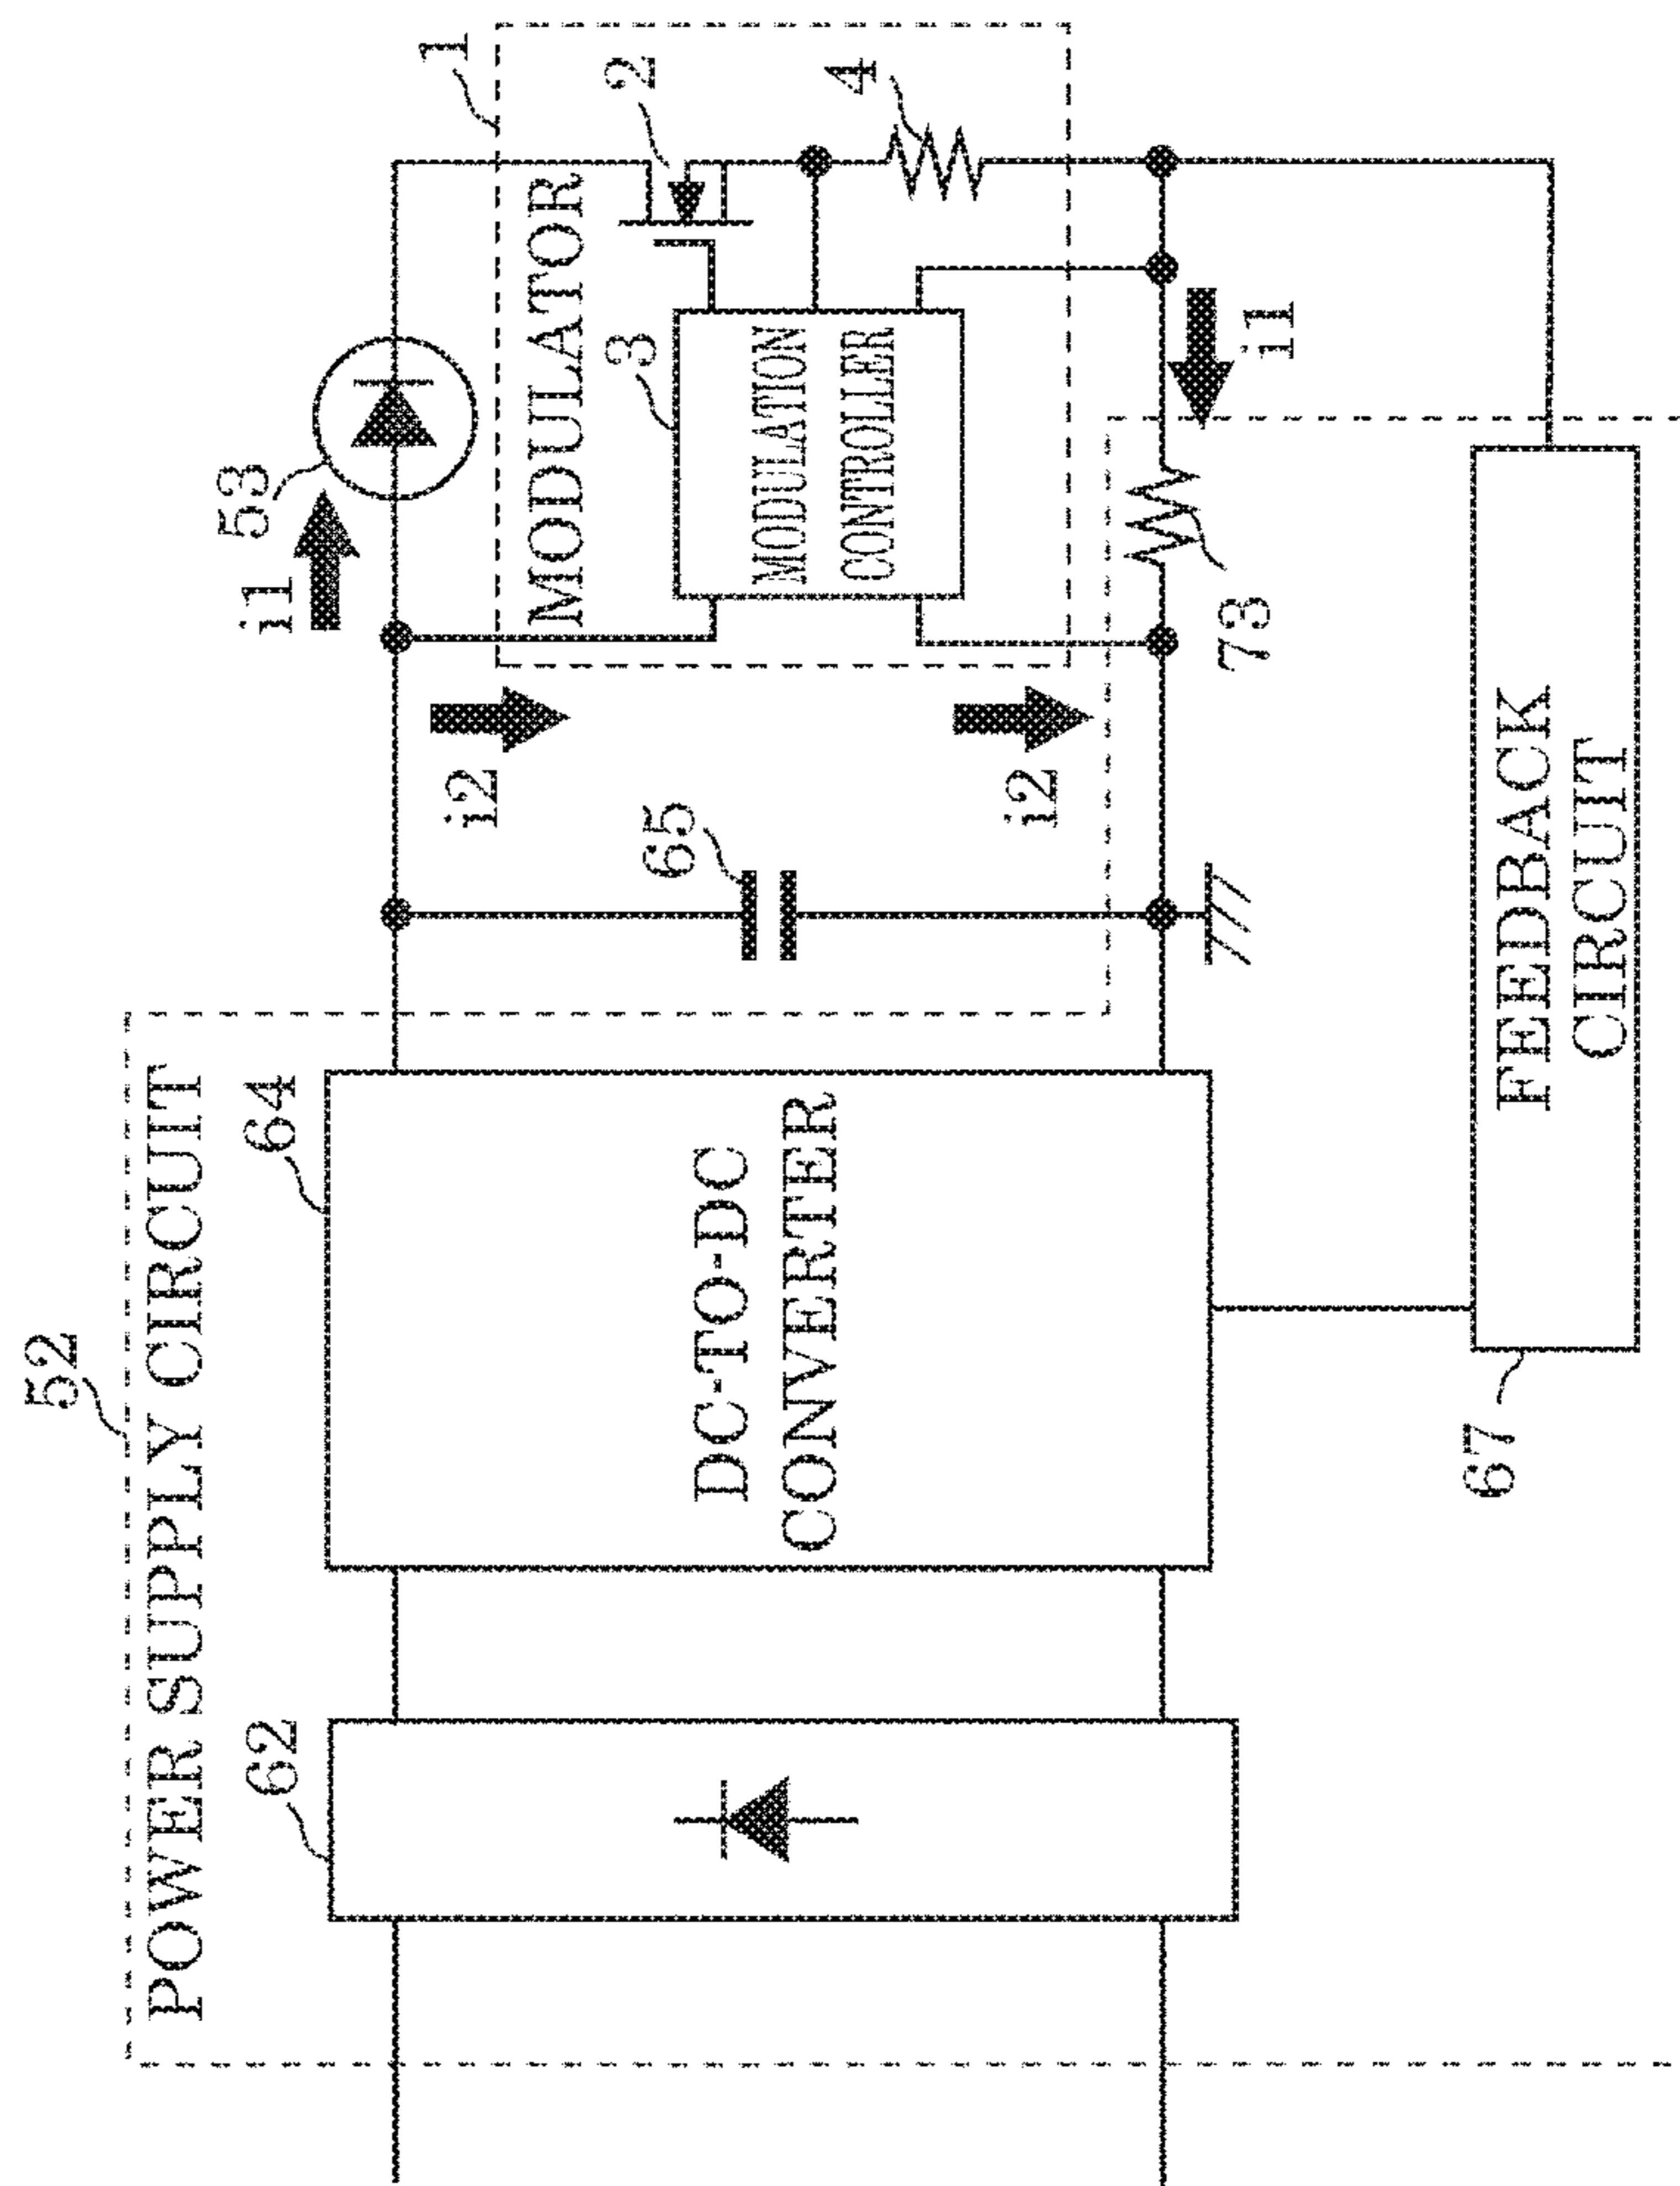 52
POWER SUPPLY CIRCUIT
62
64
DC-TO-DC
CONVERTER
65
i2
i2
i1
53
1
MODULATOR
2
3
MODULATION
CONTROLLER
4
i1
73
67
FEEDBACK
CIRCUIT